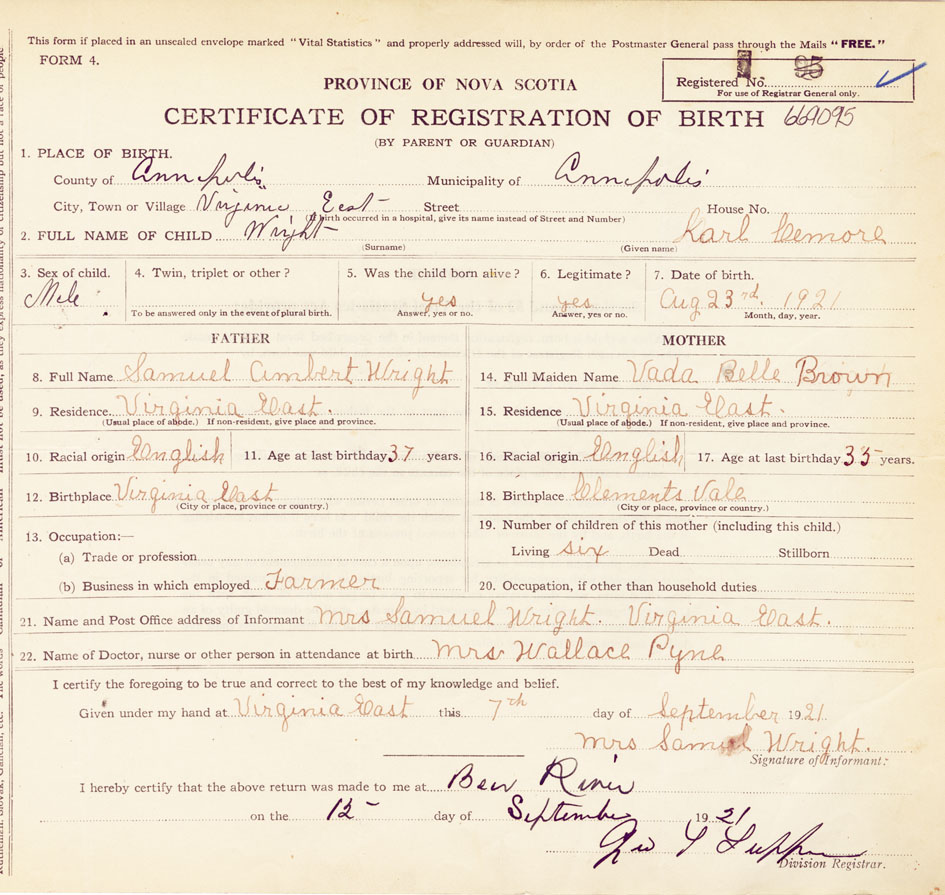 This form if placed in an unsealed envelope marked "Vital Statistics" and properly addressed will, by order of the Postmaster General pass through the Mails "FREE."
FORM 4.
PROVINCE OF NOVA SCOTIA
Registered No. 95
For use of Registrar General only.
CERTIFICATE OF REGISTRATION OF BIRTH 669095
(BY PARENT OR GUARDIAN)
1. PLACE OF BIRTH.
County of Annapolis Municipality of Annapolis
City, Town or Village Virginia East Street House No.
(If birth occurred in a hospital, give its name instead of Street and Number)
2. FULL NAME OF CHILD Wright Karl Cemore
(Surname) (Given name)
3. Sex of child. 4. Twin, triplet or other? 5. Was the child born alive? 6. Legitimate? 7. Date of birth.
Male yes yes Aug 23rd. 1921
To be answered only in the event of plural birth. Answer, yes or no. Answer, yes or no. Month, day, year.
FATHER MOTHER
8. Full Name Samuel Ambert Wright 14. Full Maiden Name Vada Belle Brown
9. Residence Virginia East. 15. Residence Virginia East.
(Usual place of abode.) If non-resident, give place and province. (Usual place of abode.) If non-resident, give place and province.
10. Racial origin English 11. Age at last birthday 37 years. 16. Racial origin English 17. Age at last birthday 35 years.
12. Birthplace Virginia East 18. Birthplace Clements Vale
(City or place, province or country.) (City or place, province or country.)
13. Occupation:— 19. Number of children of this mother (including this child.)
(a) Trade or profession Living six Dead Stillborn
(b) Business in which employed Farmer 20. Occupation, if other than household duties
21. Name and Post Office address of Informant Mrs Samuel Wright. Virginia East.
22. Name of Doctor, nurse or other person in attendance at birth Mrs Wallace Pyne
I certify the foregoing to be true and correct to the best of my knowledge and belief.
Given under my hand at Virginia East this 7th day of September 1921
Mrs Samuel Wright.
Signature of Informant:
I hereby certify that the above return was made to me at Bear River
on the 12 day of September 1921
Division Registrar.